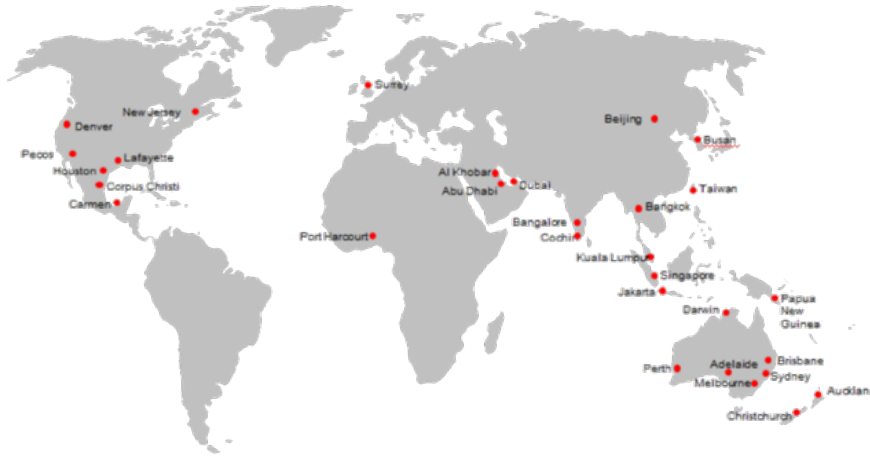 Surrey
New Jersey
Denver
Beijing
Busan
Pecos
Lafayette
Houston
Al Khobar
Corpus Christi
Abu Dhabi
Dubai
Taiwan
Carmen
Bangkok
Bangalore
Port Harcourt
Cochin
Kuala Lumpur
Singapore
Jakarta
Papua
New
Guinea
Darwin
Brisbane
Perth
Adelaide
Sydney
Melbourne
Aucklan
Christchurch